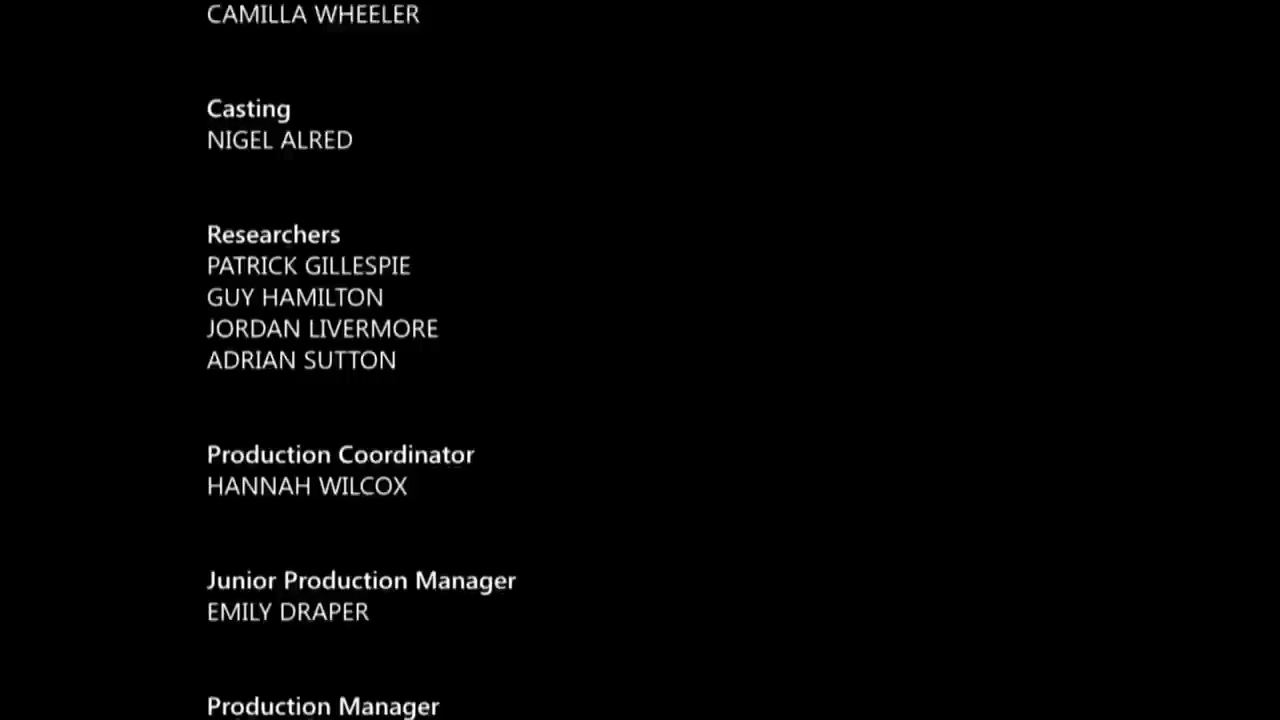 CAMILLA WHEELER
Casting
NIGEL ALRED
Researchers
PATRICK GILLESPIE
GUY HAMILTON
JORDAN LIVERMORE
ADRIAN SUTTON
Production Coordinator
HANNAH WILCOX
Junior Production Manager
EMILY DRAPER
Production Manager